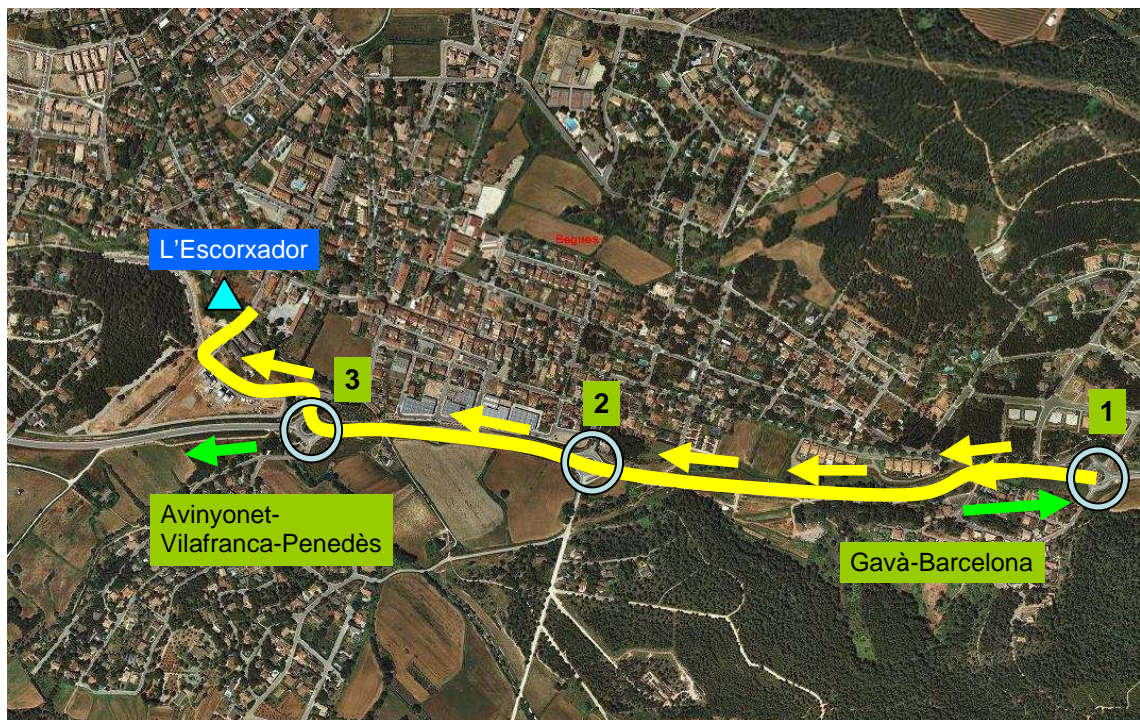 Begues
L'Escorxador
3
2
1
Avinyonet-
Vilafranca-Penedès
Gavà-Barcelona